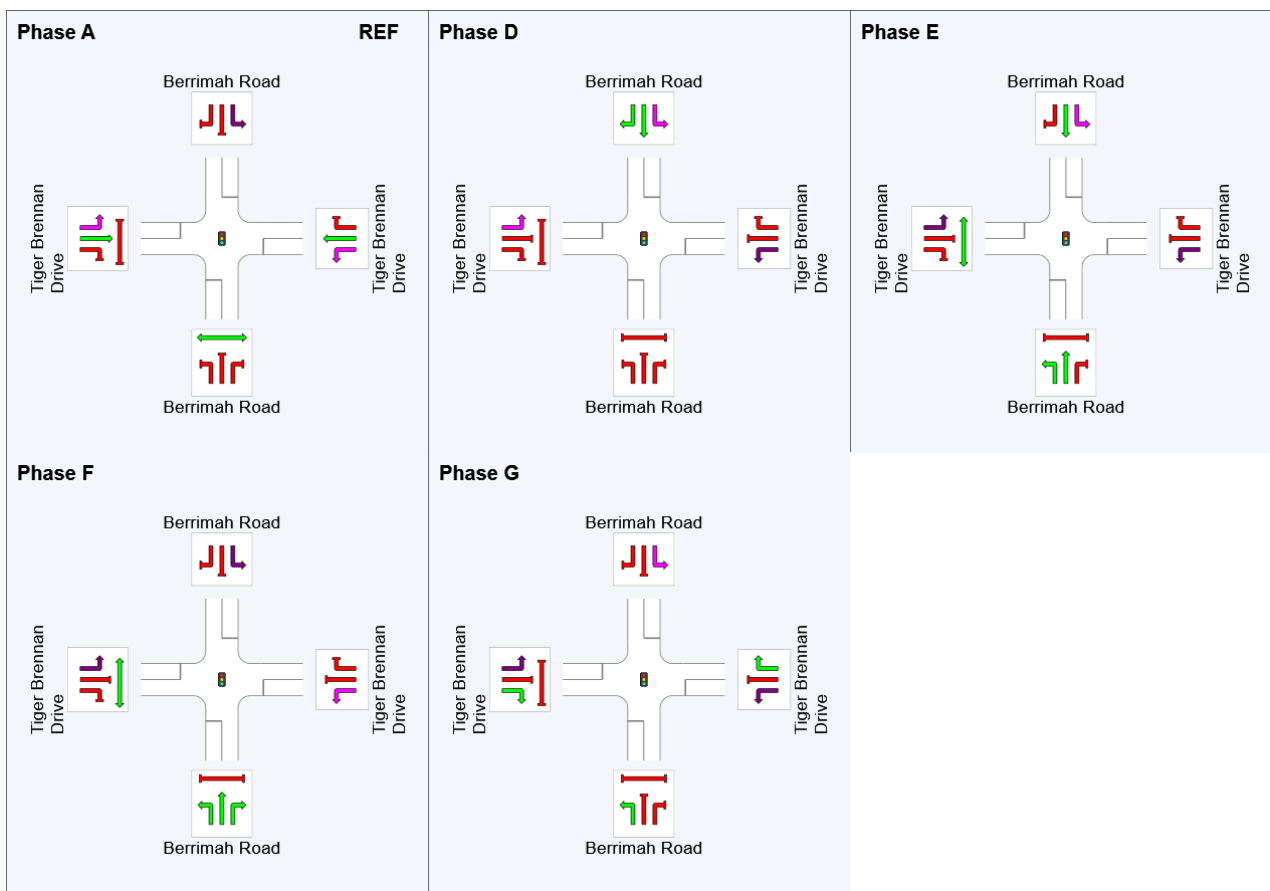 Phase A
REF
Berrimah Road
Tiger Brennan
Drive
Tiger Brennan
Drive
Berrimah Road
Phase D
Berrimah Road
Tiger Brennan
Drive
Tiger Brennan
Drive
Berrimah Road
Phase E
Berrimah Road
Tiger Brennan
Drive
Tiger Brennan
Drive
Berrimah Road
Phase F
Berrimah Road
Tiger Brennan
Drive
Tiger Brennan
Drive
Berrimah Road
Phase G
Berrimah Road
Tiger Brennan
Drive
Tiger Brennan
Drive
Berrimah Road